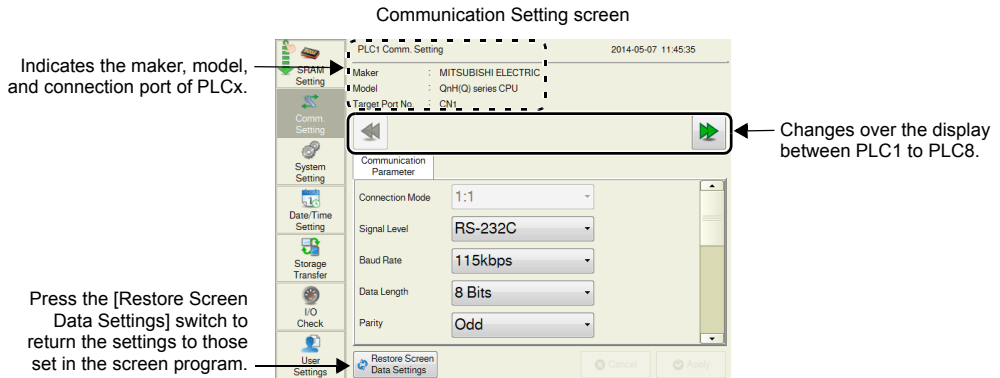 Communication Setting screen
Indicates the maker, model,
and connection port of PLCx.
PLC1 Comm. Setting
2014-05-07 11:45:35
Maker : MITSUBISHI ELECTRIC
Model : QnH(Q) series CPU
Target Port No. : CN1
SRAM
Setting
Comm.
Setting
System
Setting
Date/Time
Setting
Storage
Transfer
I/O
Check
User
Settings
Changes over the display
between PLC1 to PLC8.
Communication
Parameter
Connection Mode 1:1
Signal Level RS-232C
Baud Rate 115kbps
Data Length 8 Bits
Parity Odd
Press the [Restore Screen
Data Settings] switch to
return the settings to those
set in the screen program.
Restore Screen
Data Settings
Cancel
Apply